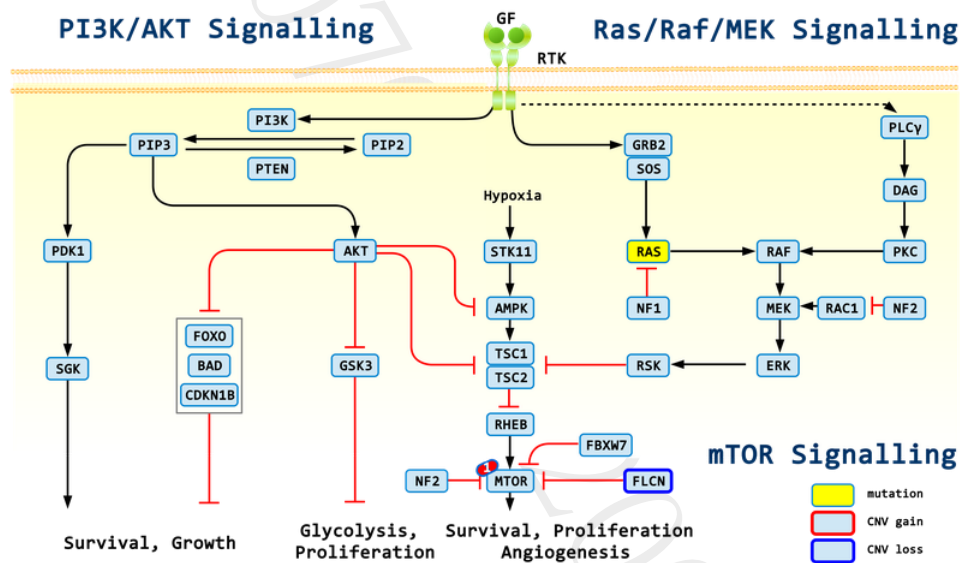 PI3K/AKT Signalling
GF
Ras/Raf/MEK Signalling
RTK
PI3K
PLCγ
PIP3
PIP2
GRB2
PTEN
SOS
DAG
Hypoxia
PDK1
AKT
STK11
RAS
RAF
PKC
AMPK
NF1
MEK
RAC1
NF2
FOXO
TSC1
SGK
BAD
GSK3
TSC2
RSK
ERK
CDKN1B
RHEB
FBXW7
mTOR Signalling
1
NF2
MTOR
FLCN
mutation
CNV gain
CNV loss
Survival, Growth
Glycolysis,
Proliferation
Survival, Proliferation
Angiogenesis